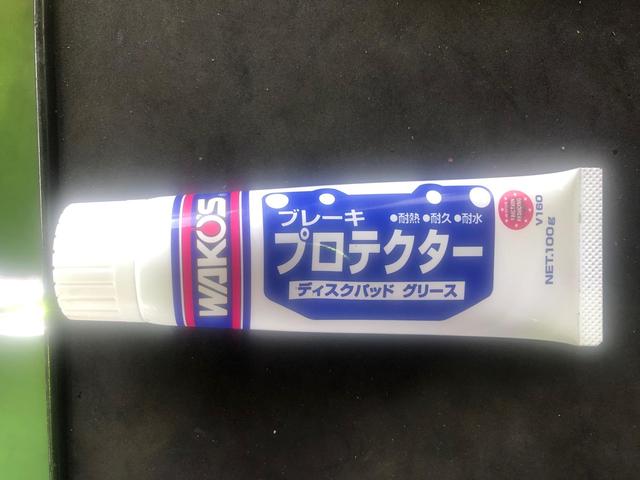 WAKO'S
ブレーキ
●耐熱 ●耐久 ●耐水
プロテクター
ディスクパッド グリース
V160
NET.100g